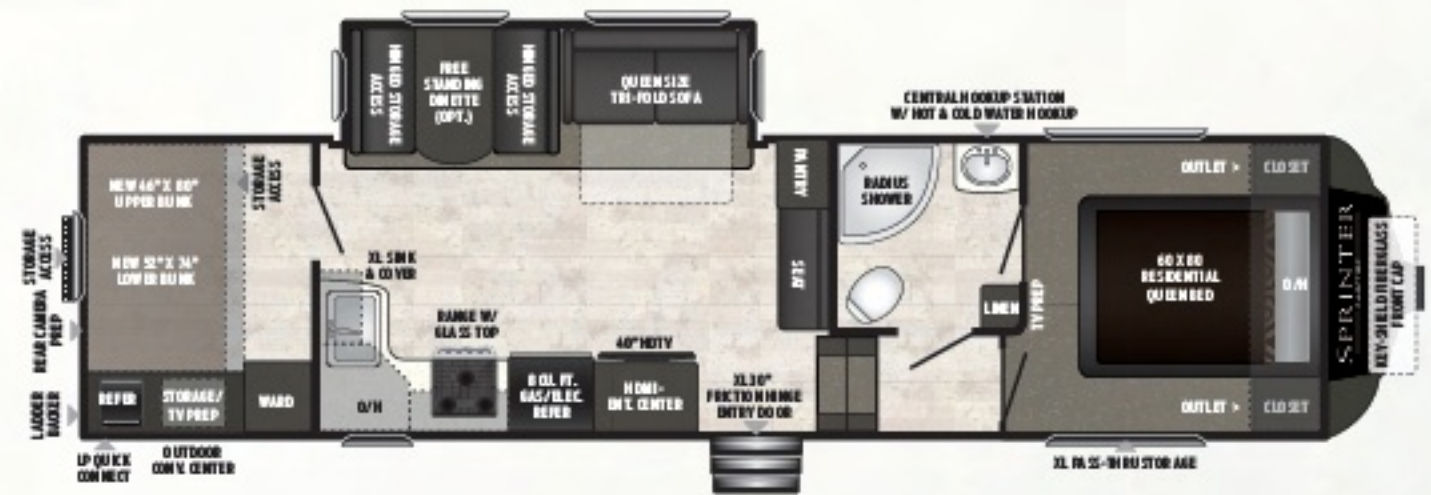 HINGED STORAGE
ACCESS
FREE
STANDING
DINETTE
(OPT.)
HINGED STORAGE
ACCESS
QUEEN SIZE
TRI-FOLD SOFA
CENTRAL HOOKUP STATION
W/ HOT & COLD WATER HOOKUP
NEW 46" X 80"
UPPER BUNK
NEW 52" X 74"
LOWER BUNK
STORAGE
ACCESS
STORAGE
ACCESS
REAR CAMERA
PREP
LADDER
BACKER
XL SINK
& COVER
RANGE W/
GLASS TOP
PANTRY
SEAT
RADIUS
SHOWER
LINEN
TV PREP
OUTLET >
CLOSET
60 X 80
RESIDENTIAL
QUEEN BED
O/H
SPRINTER
KEY-SHIELD FIBERGLASS
FRONT CAP
OUTLET >
CLOSET
REFER
STORAGE/
TV PREP
WARD
O/H
8 CU. FT.
GAS/ELEC.
REFER
40" HDTV
ENT. CENTER
XL 30"
FRICTION HINGE
ENTRY DOOR
LP QUICK
CONNECT
OUTDOOR
CONV. CENTER
XL PASS-THRU STORAGE